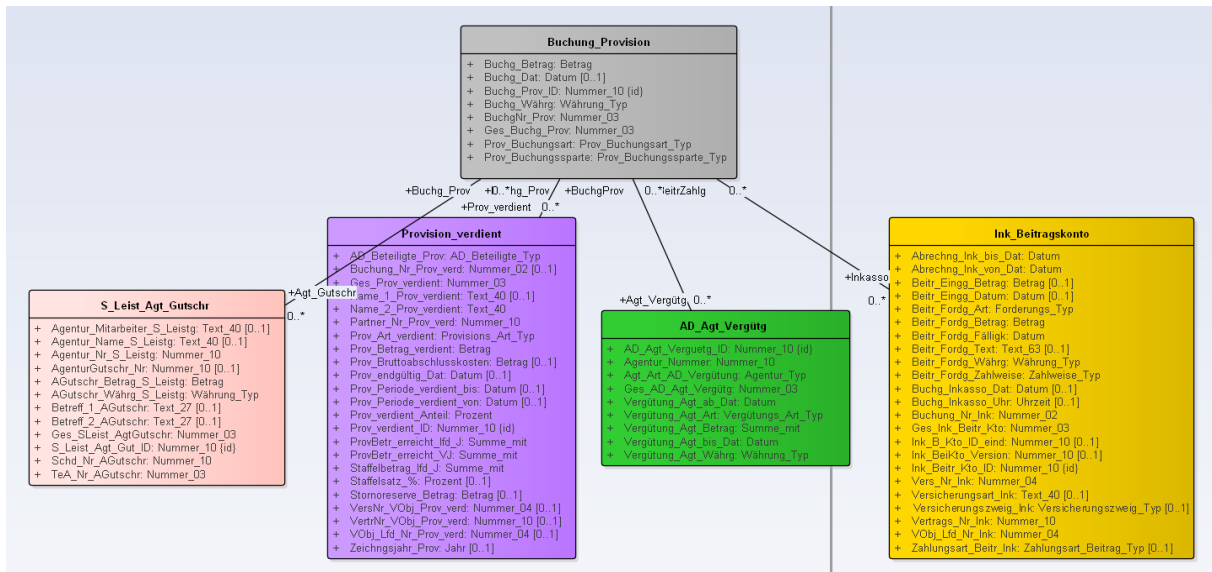 Buchung_Provision
+ Buchg_Betrag: Betrag
+ Buchg_Dat: Datum [0..1]
+ Buchg_Prov_ID: Nummer_10 {id}
+ Buchg_Währg: Währung_Typ
+ BuchgNr_Prov: Nummer_03
+ Ges_Buchg_Prov: Nummer_03
+ Prov_Buchungsart: Prov_Buchungsart_Typ
+ Prov_Buchungssparte: Prov_Buchungssparte_Typ
+Buchg_Prov
0..*
hg_Prov
+BuchgProv
0..*
eitrZahlg
0..*
+Prov_verdient 0..*
+Agt_Gutschr
0..*
+Agt_Vergütg 0..*
+Inkasso
0..*
S_Leist_Agt_Gutschr
+ Agentur_Mitarbeiter_S_Leistg: Text_40 [0..1]
+ Agentur_Name_S_Leistg: Text_40 [0..1]
+ Agentur_Nr_S_Leistg: Nummer_10
+ AgenturGutschr_Nr: Nummer_10 [0..1]
+ AGutschr_Betrag_S_Leistg: Betrag
+ AGutschr_Währg_S_Leistg: Währung_Typ
+ Betreff_1_AGutschr: Text_27 [0..1]
+ Betreff_2_AGutschr: Text_27 [0..1]
+ Ges_SLeist_AgtGutschr: Nummer_03
+ S_Leist_Agt_Gut_ID: Nummer_10 {id}
+ Schd_Nr_AGutschr: Nummer_10
+ TeA_Nr_AGutschr: Nummer_03
Provision_verdient
+ AD_Beteiligte_Prov: AD_Beteiligte_Typ
+ Buchung_Nr_Prov_verd: Nummer_02 [0..1]
+ Ges_Prov_verdient: Nummer_03
ame_1_Prov_verdient: Text_40 [0..1]
+ Name_2_Prov_verdient: Text_40
+ Partner_Nr_Prov_verd: Nummer_10
+ Prov_Art_verdient: Provisions_Art_Typ
+ Prov_Betrag_verdient: Betrag
+ Prov_Bruttoabschlusskosten: Betrag [0..1]
+ Prov_endgültig_Dat: Datum [0..1]
+ Prov_Periode_verdient_bis: Datum [0..1]
+ Prov_Periode_verdient_von: Datum [0..1]
+ Prov_verdient_Anteil: Prozent
+ Prov_verdient_ID: Nummer_10 {id}
+ ProvBetr_erreicht_lfd_J: Summe_mit
+ ProvBetr_erreicht_VJ: Summe_mit
+ Staffelbetrag_lfd_J: Summe_mit
+ Staffelsatz_%: Prozent [0..1]
+ Stornoreserve_Betrag: Betrag [0..1]
+ VersNr_VObj_Prov_verd: Nummer_04 [0..1]
+ VertrNr_VObj_Prov_verd: Nummer_10 [0..1]
+ VObj_Lfd_Nr_Prov_verd: Nummer_04 [0..1]
+ Zeichngsjahr_Prov: Jahr [0..1]
AD_Agt_Vergütg
+ AD_Agt_Verguetg_ID: Nummer_10 {id}
+ Agentur_Nummer: Nummer_10
+ Agt_Art_AD_Vergütung: Agentur_Typ
+ Ges_AD_Agt_Vergütg: Nummer_03
+ Vergütung_Agt_ab_Dat: Datum
+ Vergütung_Agt_Art: Vergütungs_Art_Typ
+ Vergütung_Agt_Betrag: Summe_mit
+ Vergütung_Agt_bis_Dat: Datum
+ Vergütung_Agt_Währg: Währung_Typ
Ink_Beitragskonto
+ Abrechng_Ink_bis_Dat: Datum
+ Abrechng_Ink_von_Dat: Datum
+ Beitr_Eingg_Betrag: Betrag [0..1]
+ Beitr_Eingg_Datum: Datum [0..1]
+ Beitr_Fordg_Art: Forderungs_Typ
+ Beitr_Fordg_Betrag: Betrag
+ Beitr_Fordg_Fälligk: Datum
+ Beitr_Fordg_Text: Text_63 [0..1]
+ Beitr_Fordg_Währg: Währung_Typ
+ Beitr_Fordg_Zahlweise: Zahlweise_Typ
+ Buchg_Inkasso_Dat: Datum [0..1]
+ Buchg_Inkasso_Uhr: Uhrzeit [0..1]
+ Buchung_Nr_Ink: Nummer_02
+ Ges_Ink_Beitr_Kto: Nummer_03
+ Ink_B_Kto_ID_eind: Nummer_10 [0..1]
+ Ink_BeiKto_Version: Nummer_10 [0..1]
+ Ink_Beitr_Kto_ID: Nummer_10 {id}
+ Vers_Nr_Ink: Nummer_04
+ Versicherungsart_Ink: Text_40 [0..1]
+ Versicherungszweig_Ink: Versicherungszweig_Typ [0..1]
+ Vertrags_Nr_Ink: Nummer_10
+ VObj_Lfd_Nr_Ink: Nummer_04
+ Zahlungsart_Beitr_Ink: Zahlungsart_Beitrag_Typ [0..1]